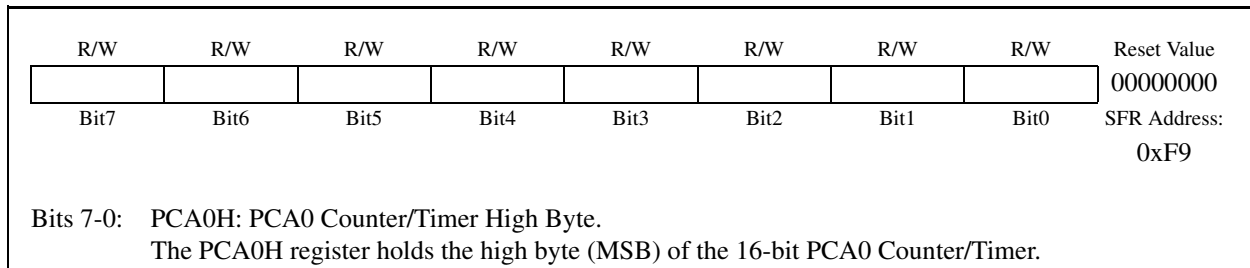 R/W R/W R/W R/W R/W R/W R/W R/W Reset Value
00000000
Bit7 Bit6 Bit5 Bit4 Bit3 Bit2 Bit1 Bit0 SFR Address:
0xF9
Bits 7-0: PCA0H: PCA0 Counter/Timer High Byte.
The PCA0H register holds the high byte (MSB) of the 16-bit PCA0 Counter/Timer.